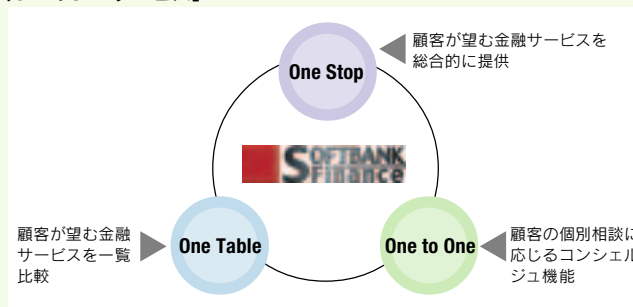 顧客が望む金融サービスを
総合的に提供
One Stop
SOFTBANK
Finance
顧客が望む金融
サービスを一覧
比較
One Table
One to One
顧客の個別相談に
応じるコンシェル
ジュ機能